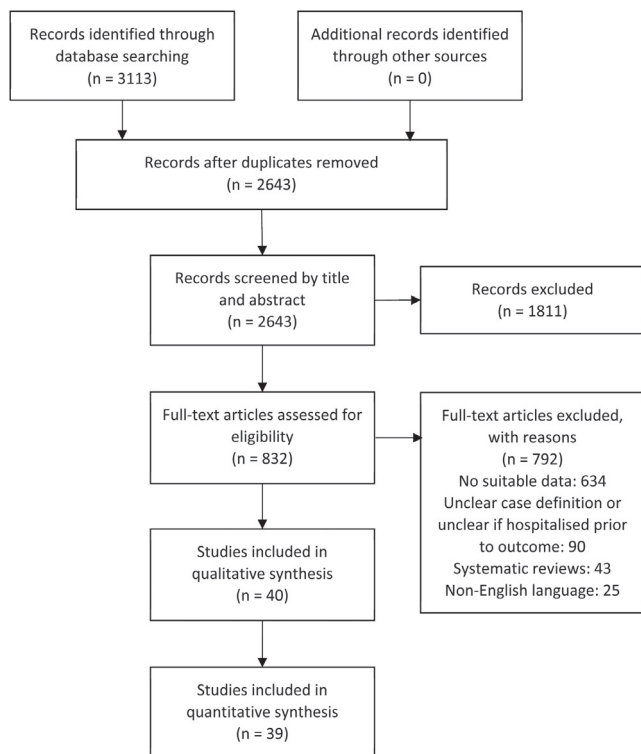 Records identified through
database searching
(n = 3113)
Additional records identified
through other sources
(n = 0)
Records after duplicates removed
(n = 2643)
Records screened by title
and abstract
(n = 2643)
Records excluded
(n = 1811)
Full-text articles assessed for
eligibility
(n = 832)
Full-text articles excluded,
with reasons
(n = 792)
No suitable data: 634
Unclear case definition or
unclear if hospitalised prior
to outcome: 90
Systematic reviews: 43
Non-English language: 25
Studies included in
qualitative synthesis
(n = 40)
Studies included in
quantitative synthesis
(n = 39)